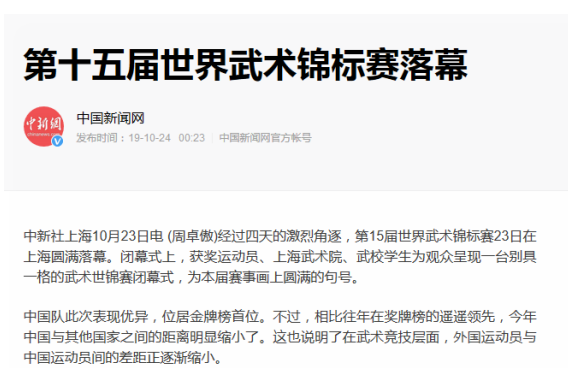 第十五届世界武术锦标赛落幕
中新網
中国新闻网
发布时间：19-10-24 00:23 中国新闻网官方帐号
中新社上海10月23日电 (周卓傲)经过四天的激烈角逐，第15届世界武术锦标赛23日在
上海圆满落幕。闭幕式上，获奖运动员、上海武术院、武校学生为观众呈现一台别具
一格的武术世锦赛闭幕式，为本届赛事画上圆满的句号。
中国队此次表现优异，位居金牌榜首位。不过，相比往年在奖牌榜的遥遥领先，今年
中国与其他国家之间的距离明显缩小了。这也说明了在武术竞技层面，外国运动员与
中国运动员间的差距正逐渐缩小。